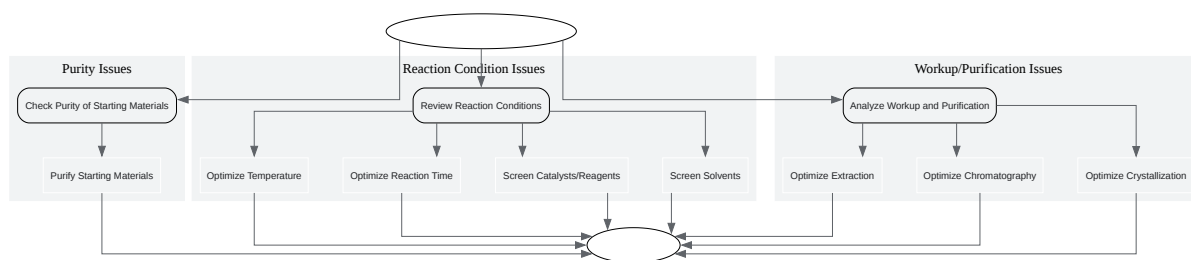 Purity Issues
Reaction Condition Issues
Workup/Purification Issues
Check Purity of Starting Materials
Review Reaction Conditions
Analyze Workup and Purification
Purify Starting Materials
Optimize Temperature
Optimize Reaction Time
Screen Catalysts/Reagents
Screen Solvents
Optimize Extraction
Optimize Chromatography
Optimize Crystallization